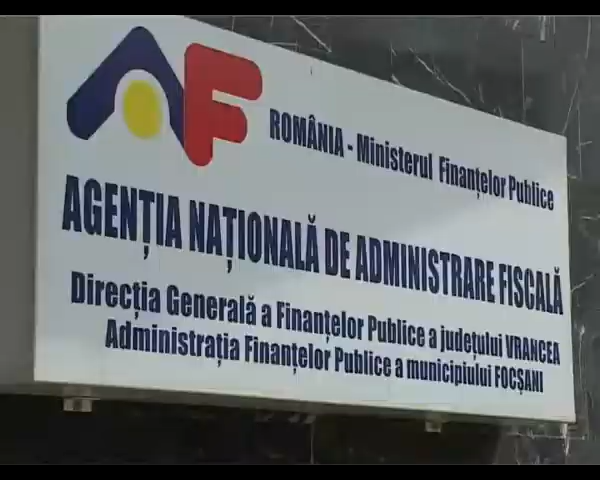 AF
ROMÂNIA - Ministerul Finanțelor Publice
AGENȚIA NAȚIONALĂ DE ADMINISTRARE FISCALĂ
Direcția Generală a Finanțelor Publice a județului VRANCEA
Administrația Finanțelor Publice a municipiului FOCȘANI